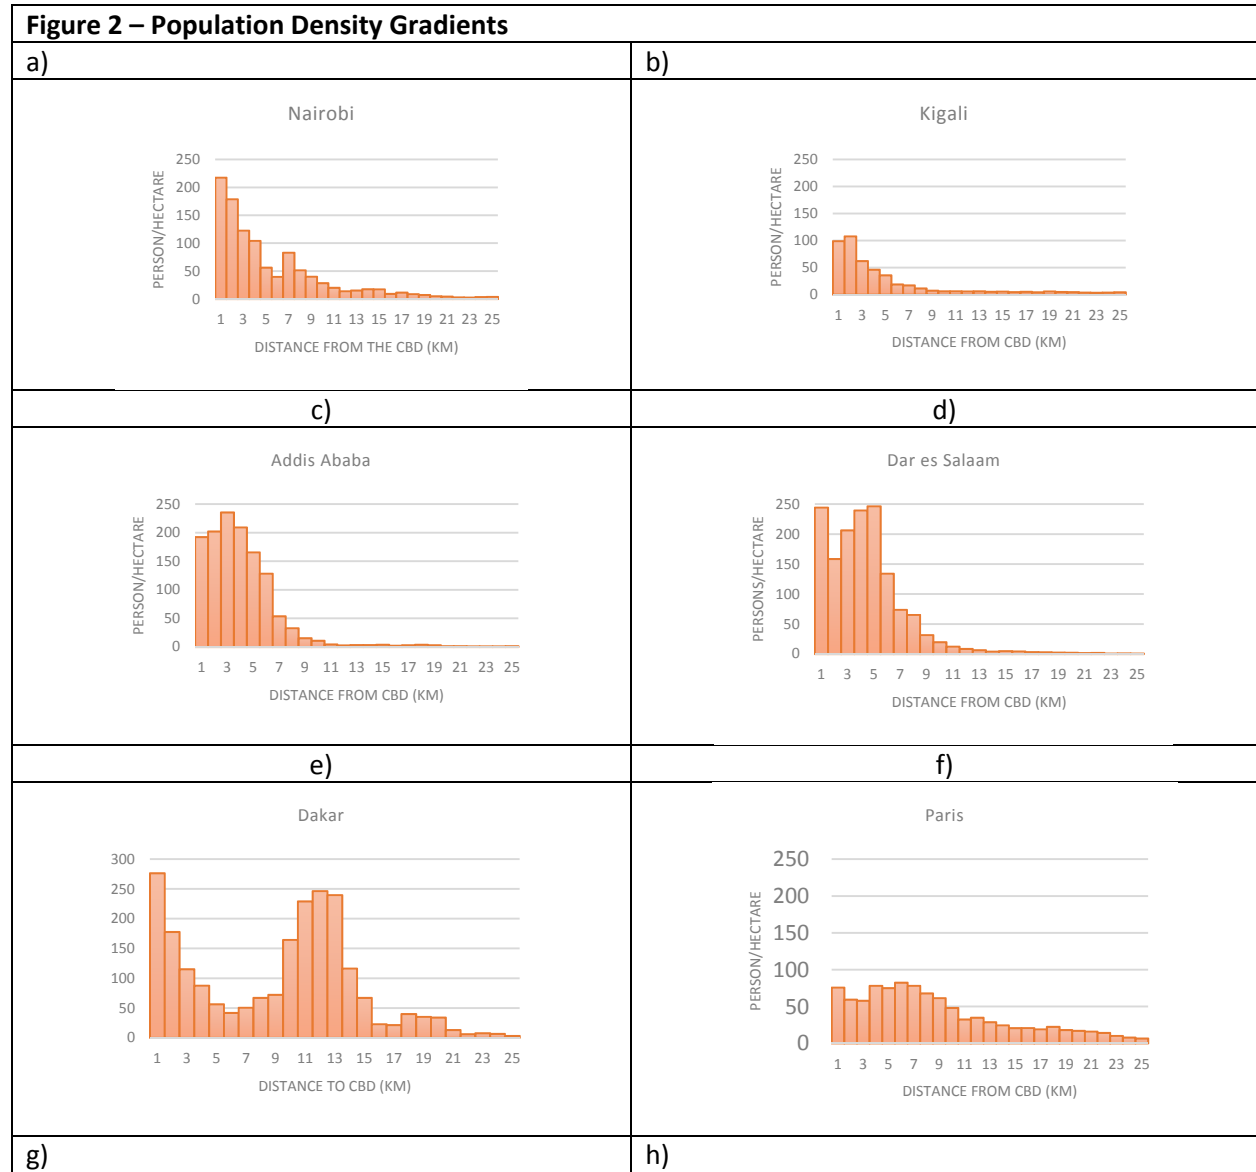 Figure 2 – Population Density Gradients
a)
b)
Nairobi
PERSON/HECTARE
250
200
150
100
50
0
1 3 5 7 9 11 13 15 17 19 21 23 25
DISTANCE FROM THE CBD (KM)
Kigali
PERSON/HECTARE
250
200
150
100
50
0
1 3 5 7 9 11 13 15 17 19 21 23 25
DISTANCE FROM CBD (KM)
c)
d)
Addis Ababa
PERSON/HECTARE
250
200
150
100
50
0
1 3 5 7 9 11 13 15 17 19 21 23 25
DISTANCE FROM CBD (KM)
Dar es Salaam
PERSONS/HECTARE
250
200
150
100
50
0
1 3 5 7 9 11 13 15 17 19 21 23 25
DISTANCE FROM CBD (KM)
e)
f)
Dakar
300
250
200
150
100
50
0
1 3 5 7 9 11 13 15 17 19 21 23 25
DISTANCE TO CBD (KM)
Paris
PERSON/HECTARE
250
200
150
100
50
0
1 3 5 7 9 11 13 15 17 19 21 23 25
DISTANCE FROM CBD (KM)
g)
h)